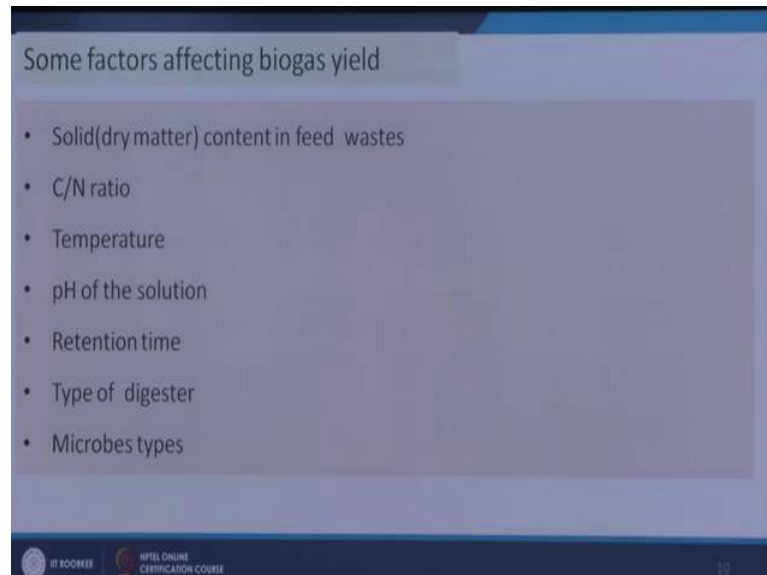 Some factors affecting biogas yield
• Solid(dry matter) content in feed wastes
• C/N ratio
• Temperature
• pH of the solution
• Retention time
• Type of digester
• Microbes types
IIT ROORKEE
NPTEL ONLINE
CERTIFICATION COURSE
10